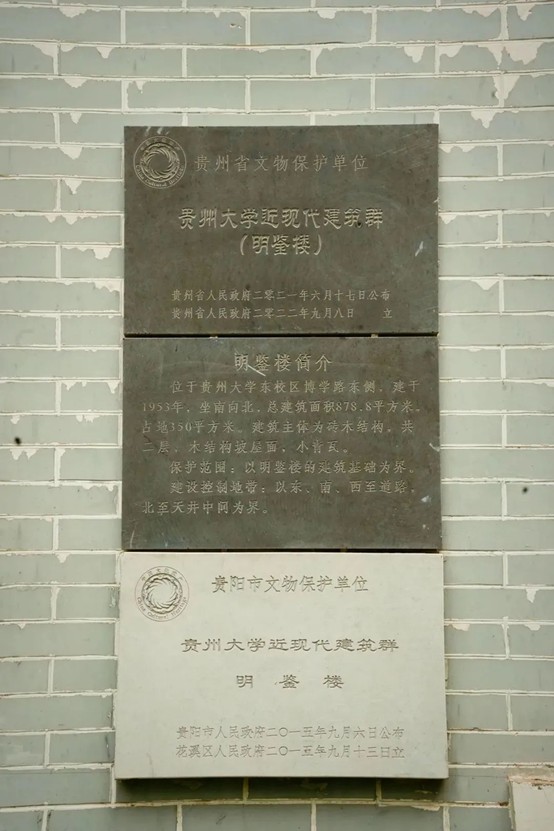 贵州省文物保护单位
贵州大学近现代建筑群
（明鉴楼）
贵州省人民政府二零二一年六月十七日公布
贵州省人民政府二零二二年九月八日 立
明鉴楼简介
位于贵州大学东校区博学路东侧，建于
1953年，坐南向北，总建筑面积878.8平方米，
占地350平方米。建筑主体为砖木结构，共
二层，木结构坡屋面，小青瓦。
保护范围：以明鉴楼的建筑基础为界。
建设控制地带：以东、南、西至道路，
北至天井中间为界。
贵阳市文物保护单位
贵州大学近现代建筑群
明鉴楼
贵阳市人民政府二〇一五年九月六日公布
花溪区人民政府二〇一五年九月十三日立